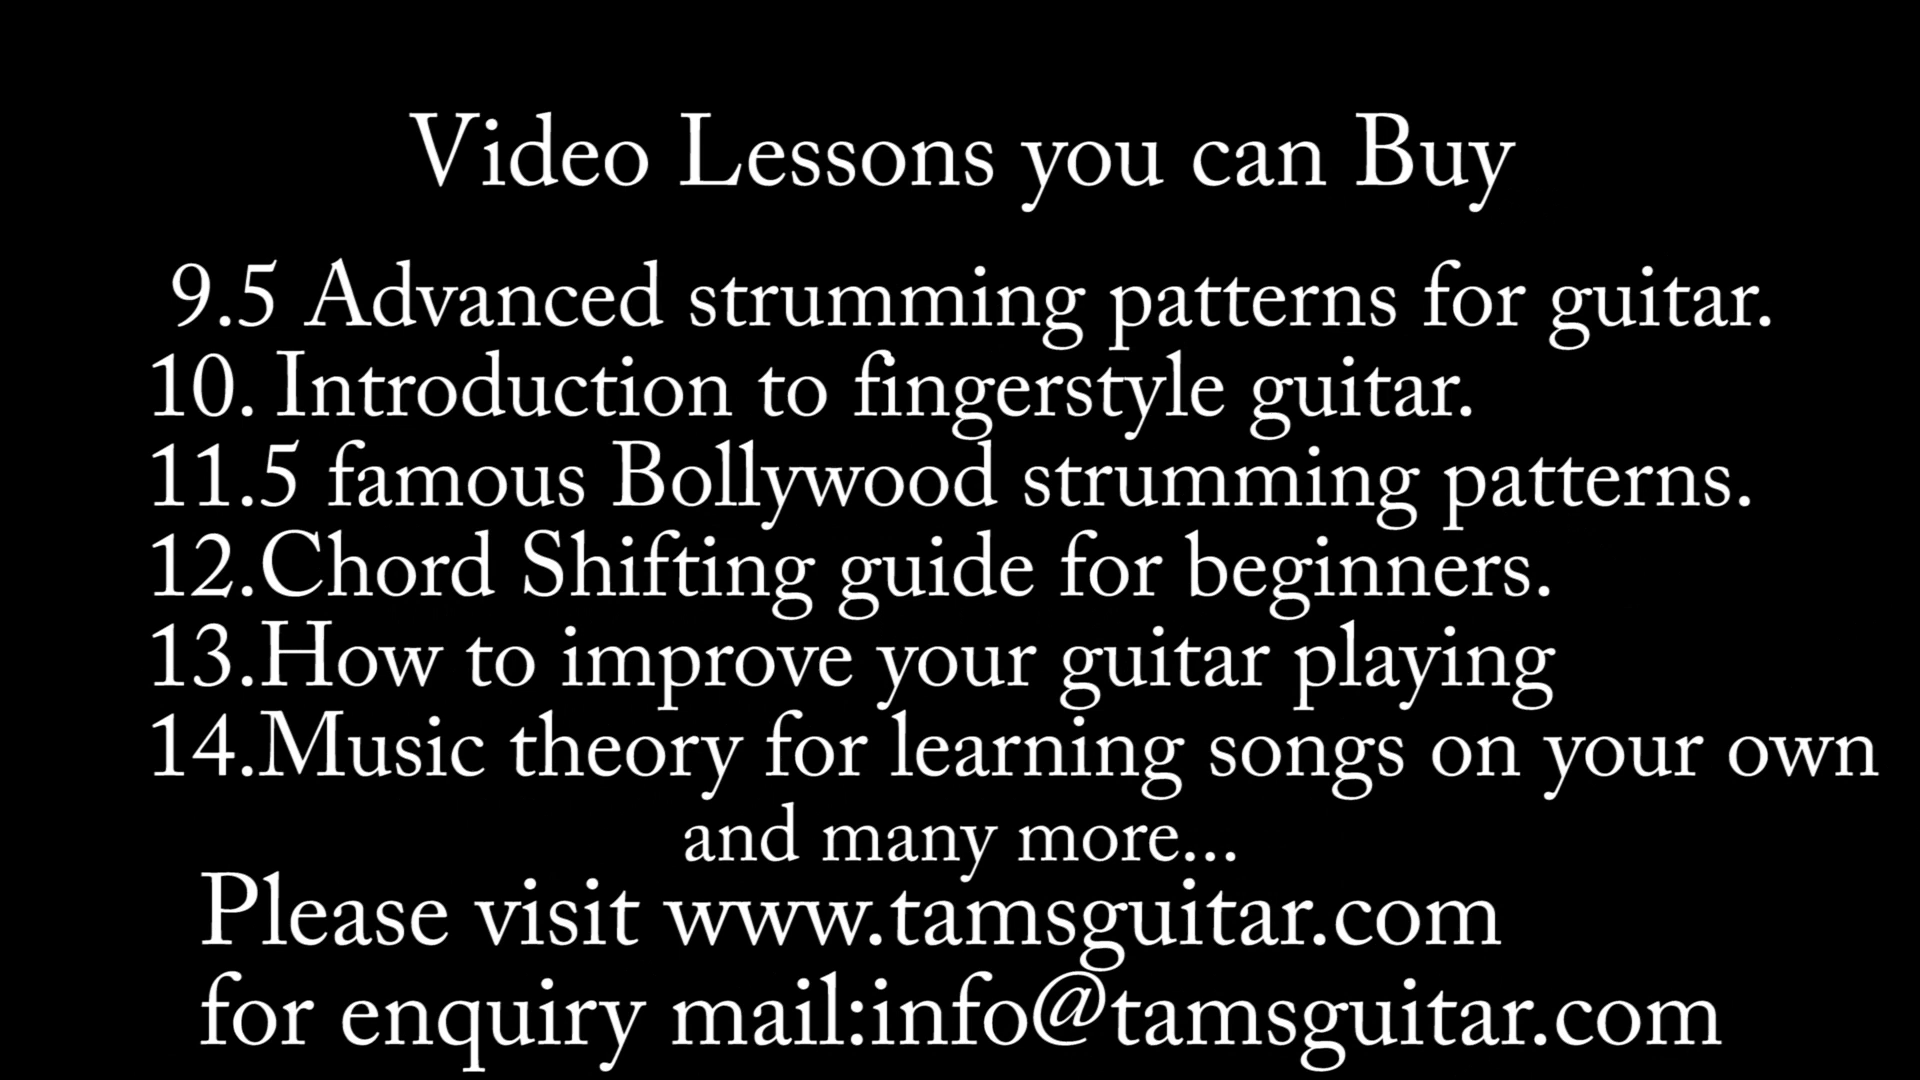 Video Lessons you can Buy
9.5 Advanced strumming patterns for guitar.
10. Introduction to fingerstyle guitar.
11.5 famous Bollywood strumming patterns.
12.Chord Shifting guide for beginners.
13.How to improve your guitar playing
14.Music theory for learning songs on your own
and many more...
Please visit www.tamsguitar.com
for enquiry mail:info@tamsguitar.com